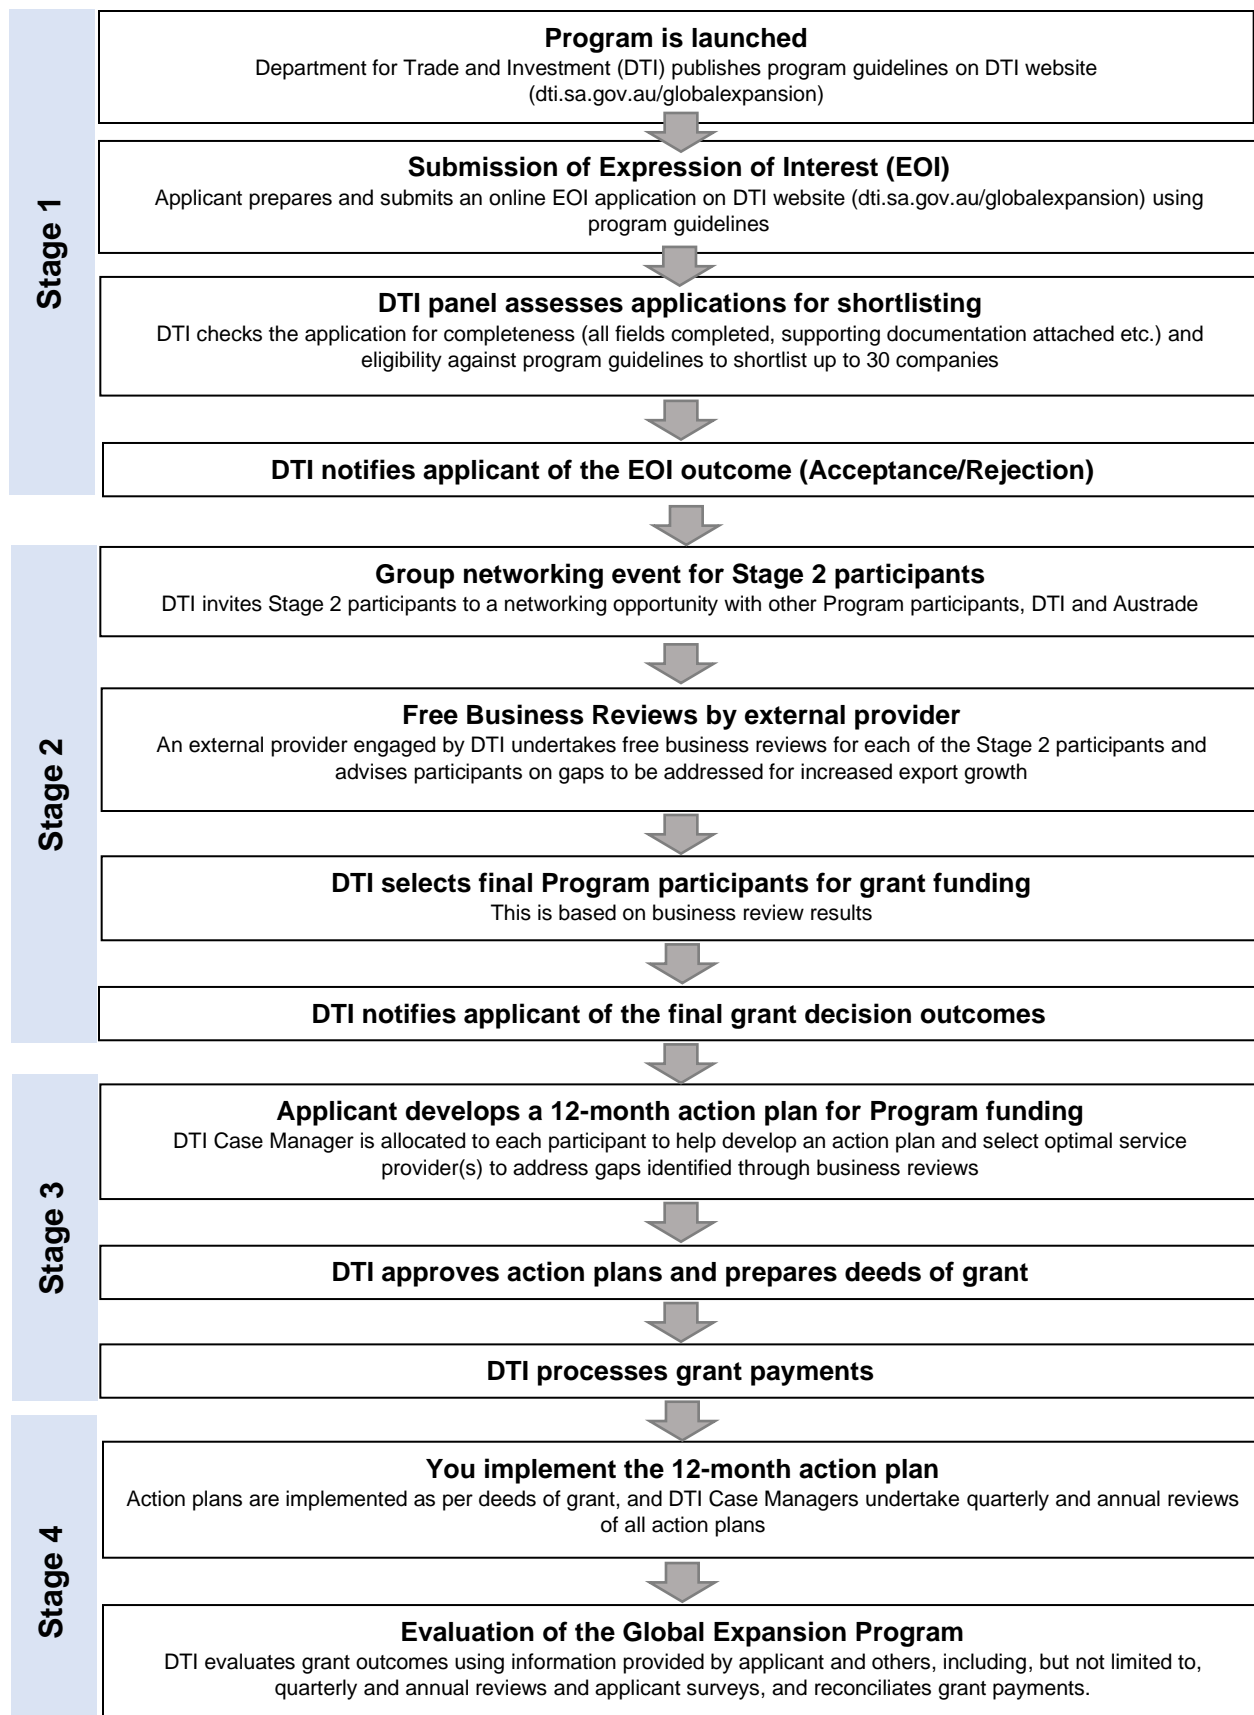 Stage 1
Program is launched
Department for Trade and Investment (DTI) publishes program guidelines on DTI website
(dti.sa.gov.au/globalexpansion)
Submission of Expression of Interest (EOI)
Applicant prepares and submits an online EOI application on DTI website (dti.sa.gov.au/globalexpansion) using
program guidelines
DTI panel assesses applications for shortlisting
DTI checks the application for completeness (all fields completed, supporting documentation attached etc.) and
eligibility against program guidelines to shortlist up to 30 companies
DTI notifies applicant of the EOI outcome (Acceptance/Rejection)
Stage 2
Group networking event for Stage 2 participants
DTI invites Stage 2 participants to a networking opportunity with other Program participants, DTI and Austrade
Free Business Reviews by external provider
An external provider engaged by DTI undertakes free business reviews for each of the Stage 2 participants and
advises participants on gaps to be addressed for increased export growth
DTI selects final Program participants for grant funding
This is based on business review results
DTI notifies applicant of the final grant decision outcomes
Stage 3
Applicant develops a 12-month action plan for Program funding
DTI Case Manager is allocated to each participant to help develop an action plan and select optimal service
provider(s) to address gaps identified through business reviews
DTI approves action plans and prepares deeds of grant
DTI processes grant payments
Stage 4
You implement the 12-month action plan
Action plans are implemented as per deeds of grant, and DTI Case Managers undertake quarterly and annual reviews
of all action plans
Evaluation of the Global Expansion Program
DTI evaluates grant outcomes using information provided by applicant and others, including, but not limited to,
quarterly and annual reviews and applicant surveys, and reconciliates grant payments.